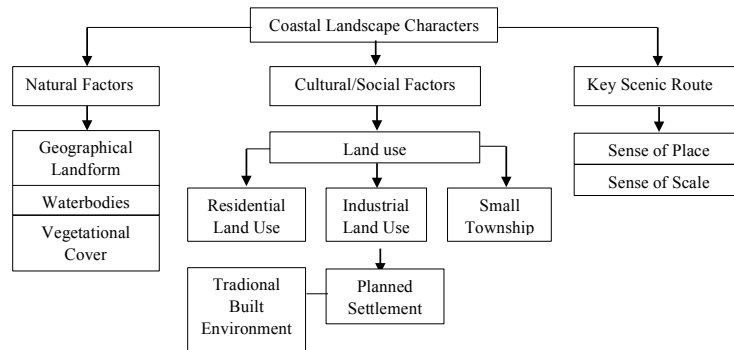 Coastal Landscape Characters
Natural Factors
Cultural/Social Factors
Key Scenic Route
Geographical
Landform
Waterbodies
Vegetational
Cover
Land use
Sense of Place
Sense of Scale
Residential
Land Use
Industrial
Land Use
Small
Township
Tradional
Built
Environment
Planned
Settlement